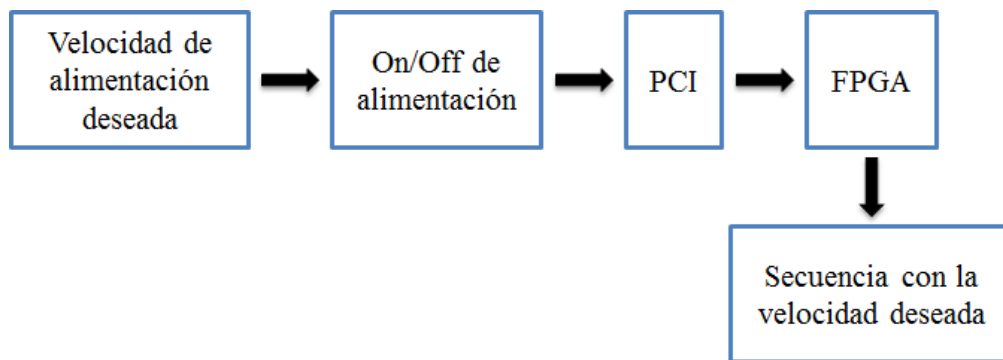 Velocidad de
alimentación
deseada
On/Off de
alimentación
PCI
FPGA
Secuencia con la
velocidad deseada